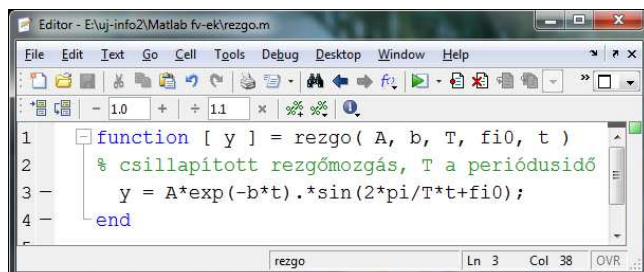 Editor - E:\uj-info2\Matlab fv-ek\rezgo.m
File Edit Text Go Cell Tools Debug Desktop Window Help
- 1.0 + ÷ 1.1 ×
1 function [ y ] = rezgo( A, b, T, fi0, t )
2 % csillapított rezgőmozgás, T a periódusidő
3 - y = A*exp(-b*t).*sin(2*pi/T*t+fi0);
4 - end
rezgo Ln 3 Col 38 OVR